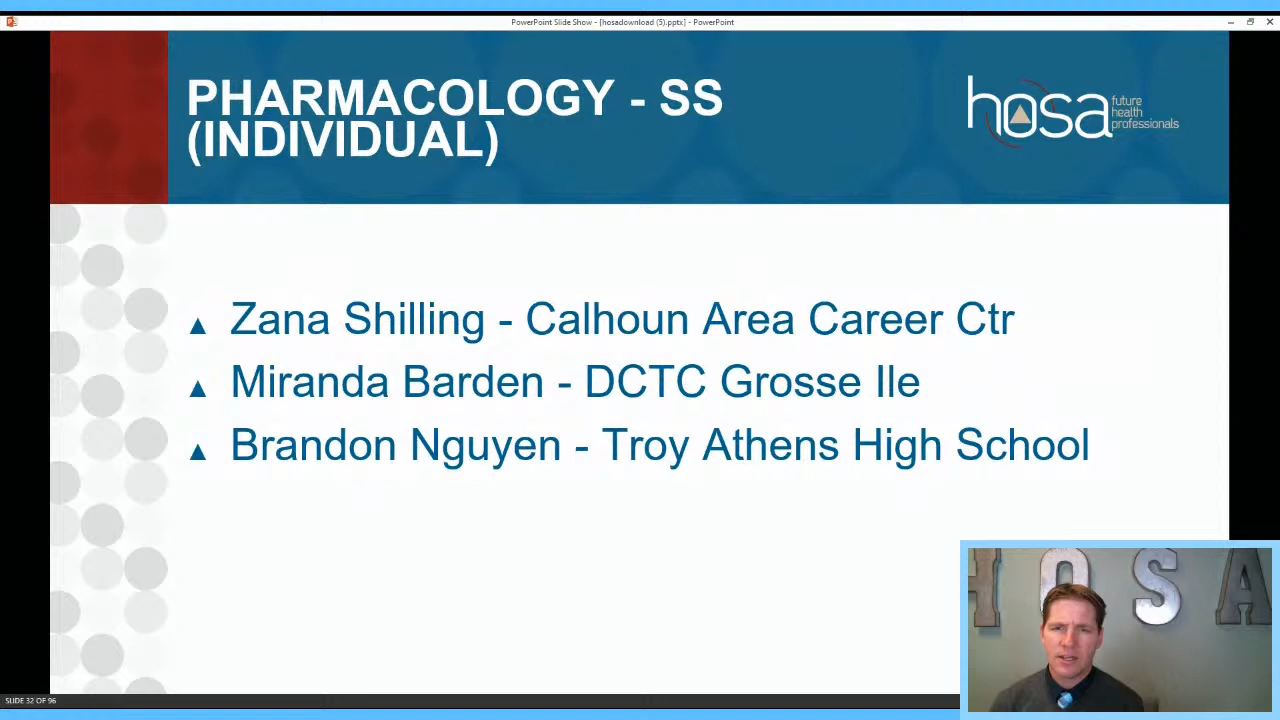 PowerPoint Slide Show - [hosadownload (5).pptx] - PowerPoint
PHARMACOLOGY - SS
(INDIVIDUAL)
hosa
future
health
professionals
Zana Shilling - Calhoun Area Career Ctr
Miranda Barden - DCTC Grosse Ile
Brandon Nguyen - Troy Athens High School
HOSA
SLIDE 32 OF 96